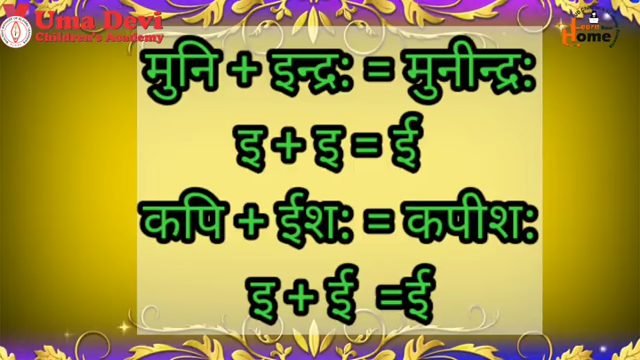 Uma Devi
Children's Academy
Learn
Home
मुनि + इन्द्र: = मुनीन्द्र:
इ + इ = ई
कपि + ईश: = कपीश:
इ + ई =ई